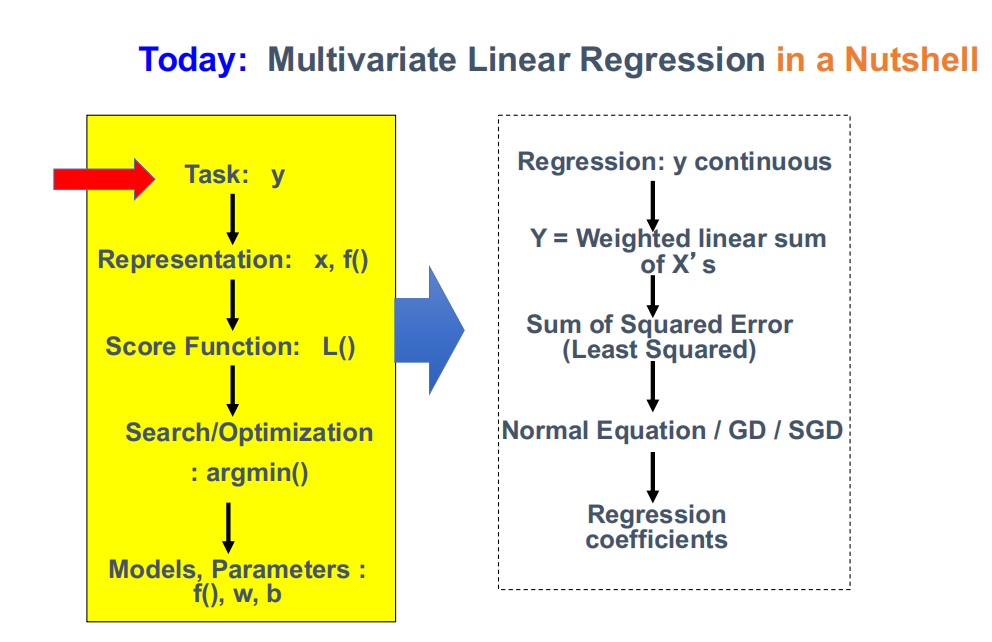 Today: Multivariate Linear Regression in a Nutshell
Task: y
Representation: x, f()
Score Function: L()
Search/Optimization
: argmin()
Models, Parameters :
f(), w, b
Regression: y continuous
Y = Weighted linear sum
of X’s
Sum of Squared Error
(Least Squared)
Normal Equation / GD / SGD
Regression
coefficients